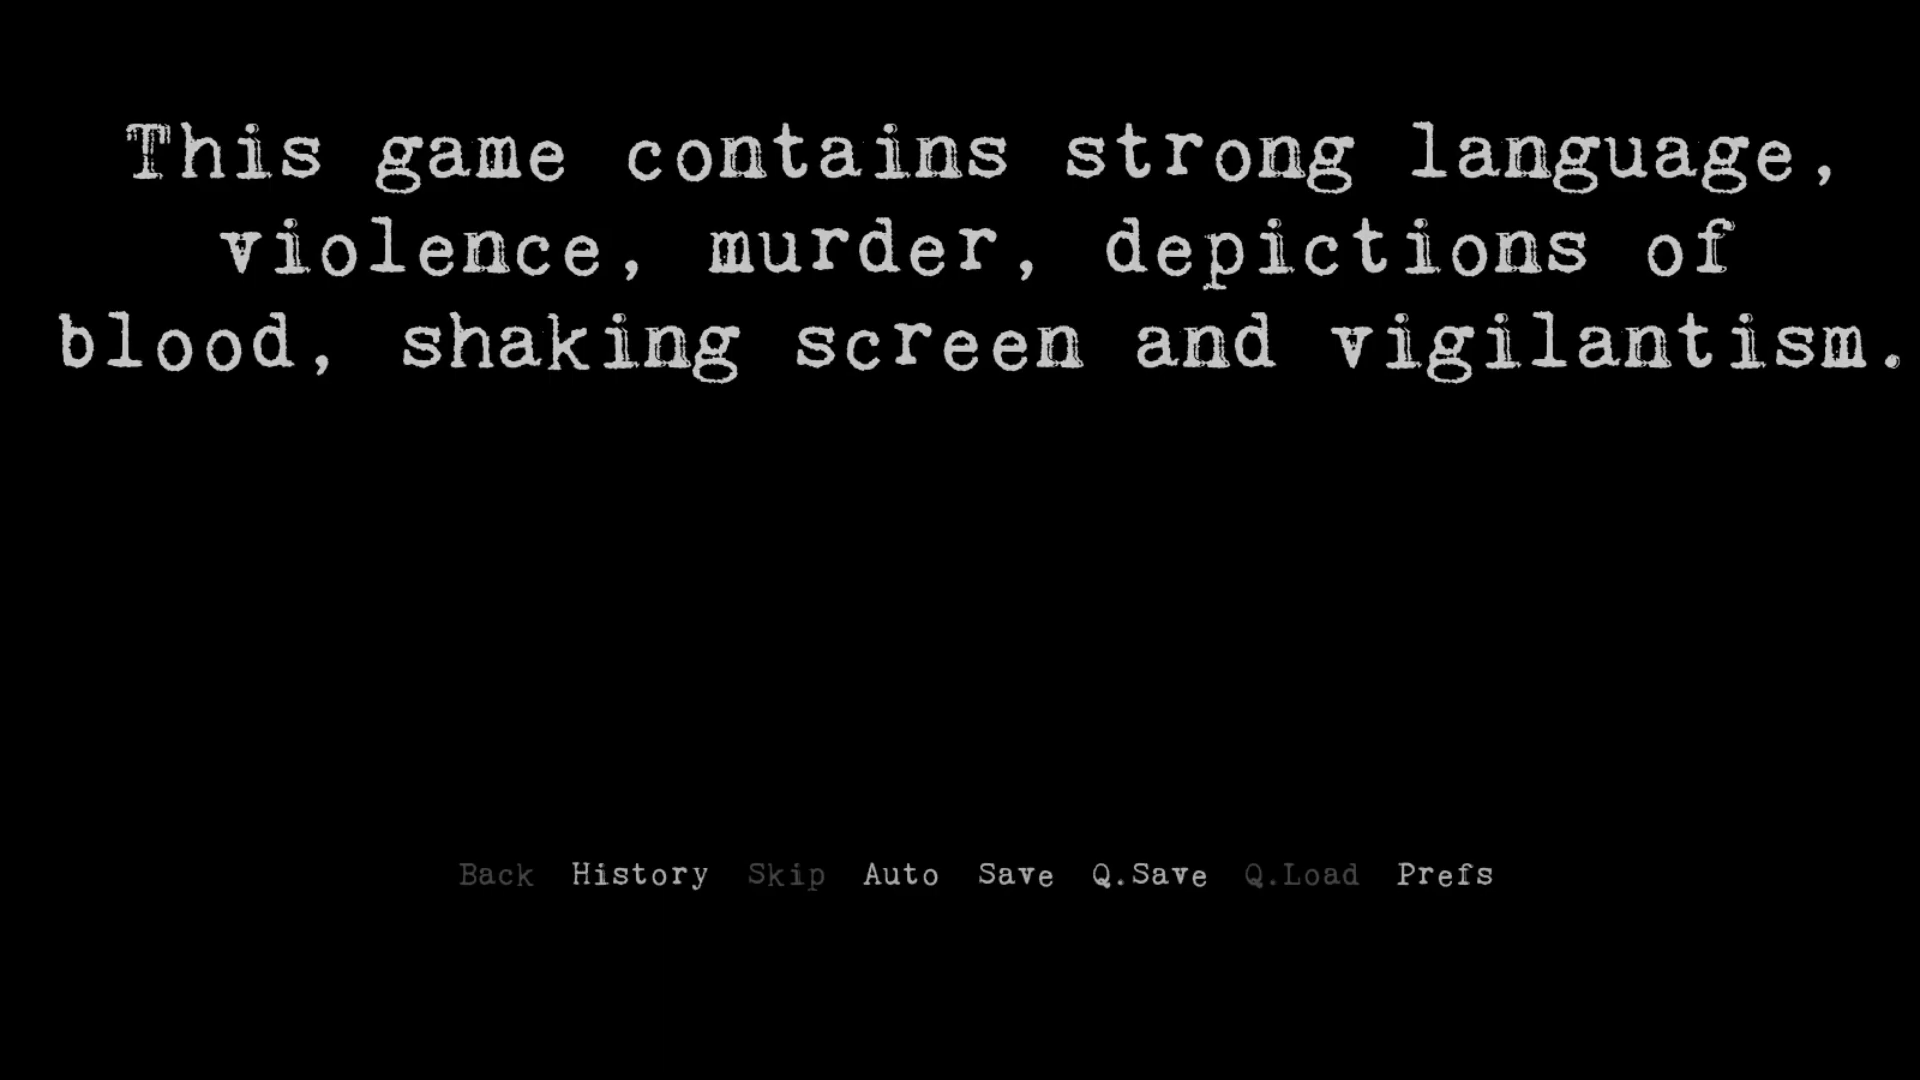 This game contains strong language,
violence, murder, depictions of
blood, shaking screen and vigilantism.
Back History Skip Auto Save Q.Save Q.Load Prefs